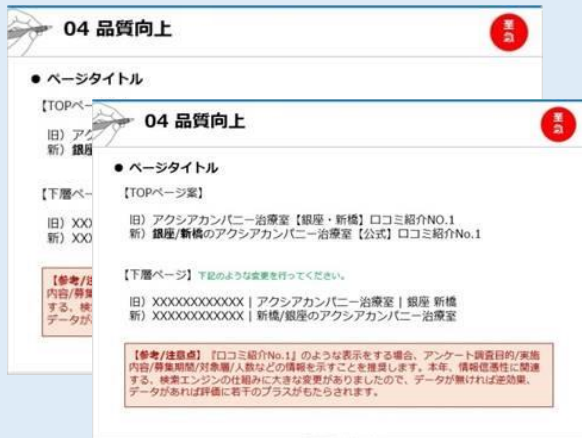 04 品質向上
至急
● ページタイトル
【TOPペー
旧）アク
新）銀座
【下層ペー
旧）XXX
新）XXX
【参考/注
内容/募集
する、検
データが
04 品質向上
至急
● ページタイトル
【TOPページ案】
旧）アクシアカンパニー治療室【銀座・新橋】口コミ紹介NO.1
新）銀座/新橋のアクシアカンパニー治療室【公式】口コミ紹介No.1
【下層ページ】下記のような変更を行ってください。
旧）XXXXXXXXXXXXX | アクシアカンパニー治療室 | 銀座 新橋
新）XXXXXXXXXXXXX | 新橋/銀座のアクシアカンパニー治療室
【参考/注意点】『口コミ紹介No.1』のような表示をする場合、アンケート調査目的/実施
内容/募集期間/対象層/人数などの情報を示すことを推奨します。本年、情報信憑性に関連
する、検索エンジンの仕組みに大きな変更がありましたので、データが無ければ逆効果、
データがあれば評価に若干のプラスがもたらされます。